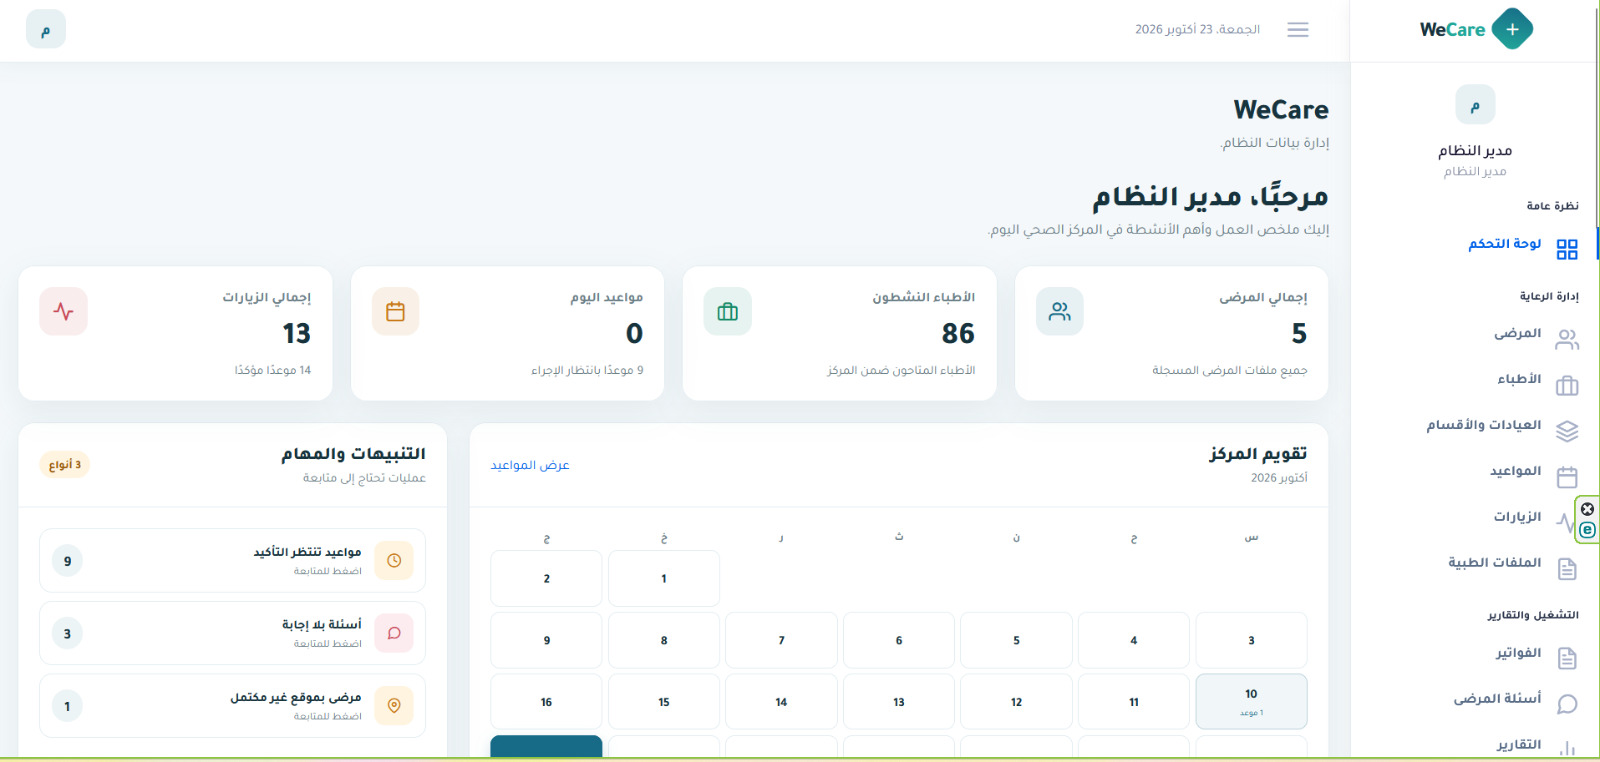 WeCare
م
مدير النظام
مدير النظام
نظرة عامة
لوحة التحكم
إدارة الرعاية
المرضى
الأطباء
العيادات والأقسام
المواعيد
الزيارات
الملفات الطبية
التشغيل والتقارير
الفواتير
أسئلة المرضى
التقارير
الجمعة، 23 أكتوبر 2026
م
WeCare
إدارة بيانات النظام.
مرحبًا، مدير النظام
إليك ملخص العمل وأهم الأنشطة في المركز الصحي اليوم.
إجمالي المرضى
5
جميع ملفات المرضى المسجلة
الأطباء النشطون
86
الأطباء المتاحون ضمن المركز
مواعيد اليوم
0
9 موعدًا بانتظار الإجراء
إجمالي الزيارات
13
14 موعدًا مؤكدًا
تقويم المركز
أكتوبر 2026
عرض المواعيد
س ح ن ث ر خ ج
1 2
3 4 5 6 7 8 9
10 11 12 13 14 15 16
1 موعد
التنبيهات والمهام
عمليات تحتاج إلى متابعة
3 أنواع
مواعيد تنتظر التأكيد
اضغط للمتابعة
9
أسئلة بلا إجابة
اضغط للمتابعة
3
مرضى بموقع غير مكتمل
اضغط للمتابعة
1